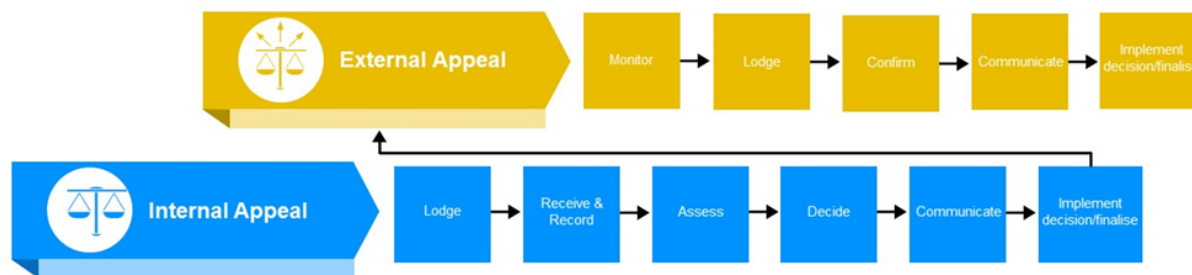 External Appeal
Monitor
Lodge
Confirm
Communicate
Implement
decision/finalise
Internal Appeal
Lodge
Receive &
Record
Assess
Decide
Communicate
Implement
decision/finalise